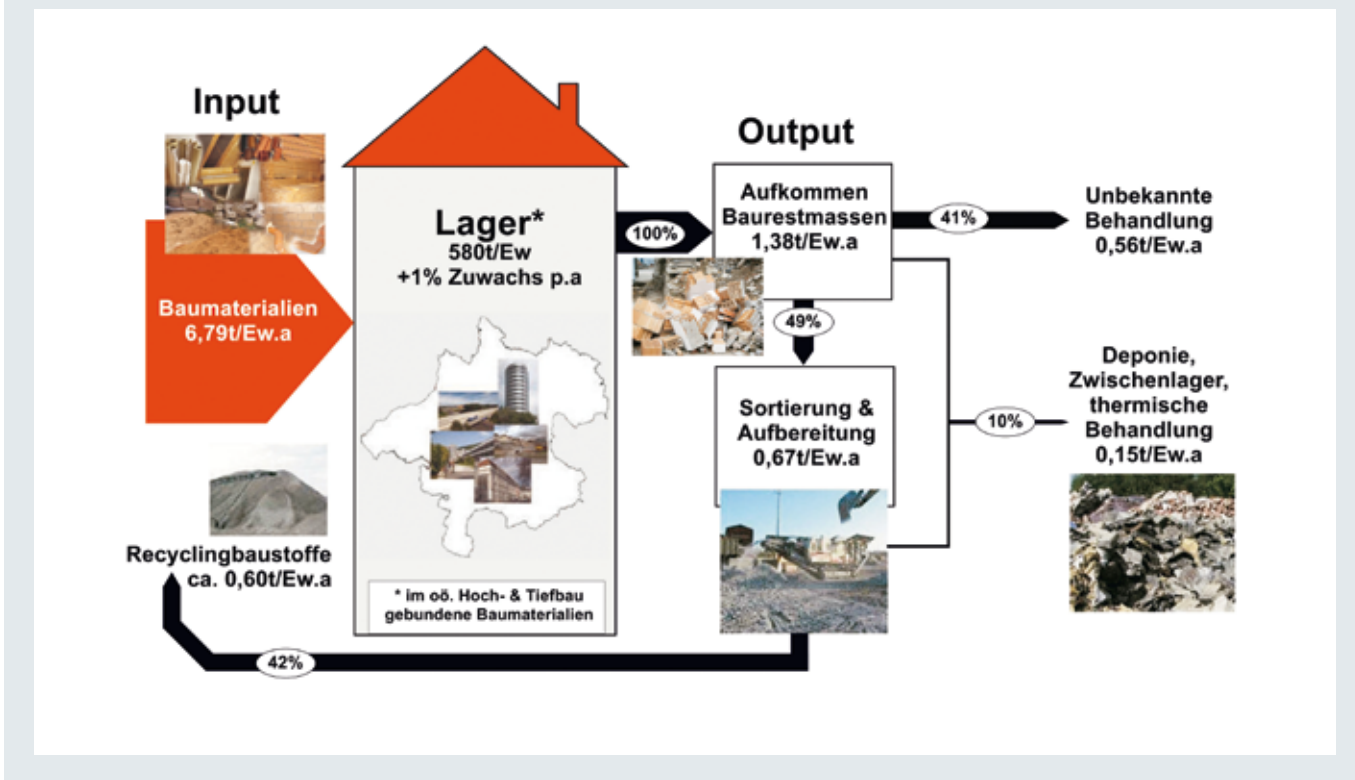 Input
Baumaterialien
6,79t/Ew.a
Recyclingbaustoffe
ca. 0,60t/Ew.a
42%
Lager*
580t/Ew
+1% Zuwachs p.a
* im oö. Hoch- & Tiefbau
gebundene Baumaterialien
100%
Output
Aufkommen
Baurestmassen
1,38t/Ew.a
49%
Sortierung &
Aufbereitung
0,67t/Ew.a
41%
Unbekannte
Behandlung
0,56t/Ew.a
10%
Deponie,
Zwischenlager,
thermische
Behandlung
0,15t/Ew.a